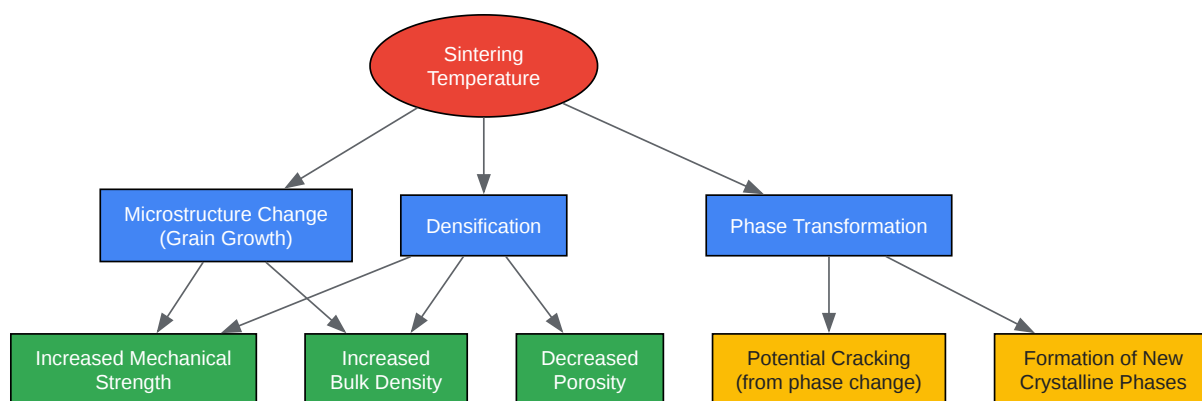 Sintering
Temperature
Microstructure Change
(Grain Growth)
Densification
Phase Transformation
Increased Mechanical
Strength
Increased
Bulk Density
Decreased
Porosity
Potential Cracking
(from phase change)
Formation of New
Crystalline Phases